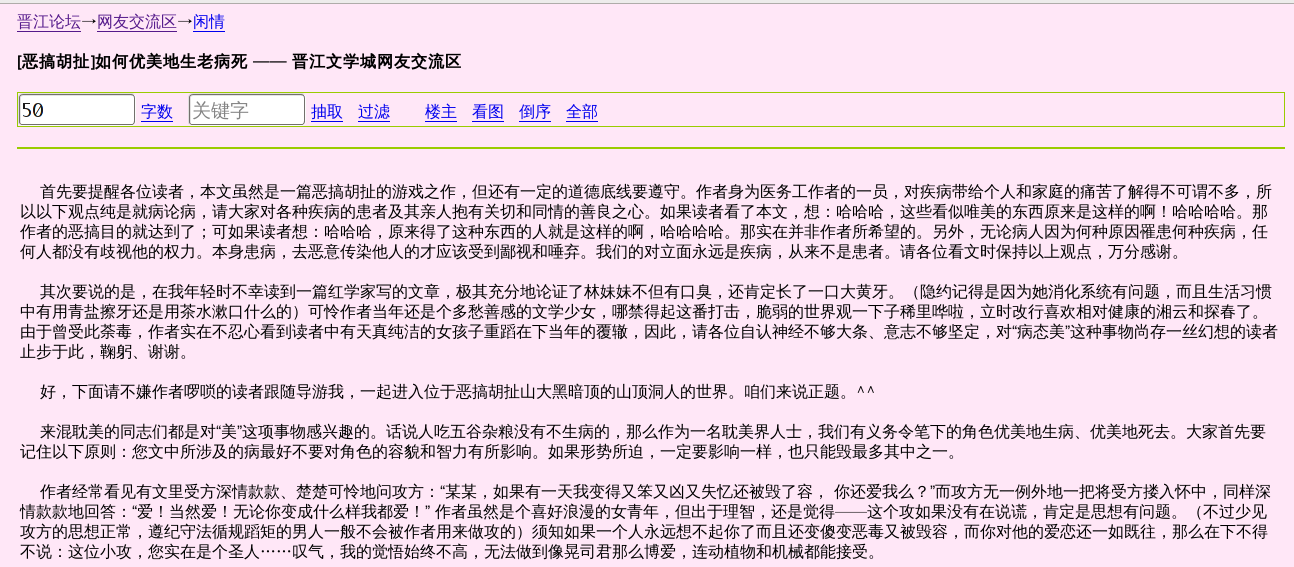 晋江论坛→网友交流区→闲情
[恶搞胡扯]如何优美地生老病死 —— 晋江文学城网友交流区
50 字数 关键字 抽取 过滤 楼主 看图 倒序 全部
首先要提醒各位读者，本文虽然是一篇恶搞胡扯的游戏之作，但还有一定的道德底线要遵守。作者身为医务工作者的一员，对疾病带给个人和家庭的痛苦了解得不可谓不多，所
以以下观点纯是就病论病，请大家对各种疾病的患者及其亲人抱有关切和同情的善良之心。如果读者看了本文，想：哈哈哈，这些看似唯美的东西原来是这样的啊！哈哈哈哈。那
作者的恶搞目的就达到了；可如果读者想：哈哈哈，原来得了这种东西的人就是这样的啊，哈哈哈哈。那实在并非作者所希望的。另外，无论病人因为何种原因罹患何种疾病，任
何人都没有歧视他的权力。本身患病，去恶意传染他人的才应该受到鄙视和唾弃。我们的对立面永远是疾病，从来不是患者。请各位看文时保持以上观点，万分感谢。
其次要说的是，在我年轻时不幸读到一篇红学家写的文章，极其充分地论证了林妹妹不但有口臭，还肯定长了一口大黄牙。（隐约记得是因为她消化系统有问题，而且生活习惯
中有用青盐擦牙还是用茶水漱口什么的）可怜作者当年还是个多愁善感的文学少女，哪禁得起这番打击，脆弱的世界观一下子稀里哗啦，立时改行喜欢相对健康的湘云和探春了。
由于曾受此荼毒，作者实在不忍心看到读者中有天真纯洁的女孩子重蹈在下当年的覆辙，因此，请各位自认神经不够大条、意志不够坚定，对“病态美”这种事物尚存一丝幻想的读者
止步于此，鞠躬、谢谢。
好，下面请不嫌作者啰唢的读者跟随导游我，一起进入位于恶搞胡扯山大黑暗顶的山顶洞人的世界。咱们来说正题。^^
来混耽美的同志们都是对“美”这项事物感兴趣的。话说人吃五谷杂粮没有不生病的，那么作为一名耽美界人士，我们有义务令笔下的角色优美地生病、优美地死去。大家首先要
记住以下原则：您文中所涉及的病最好不要对角色的容貌和智力有所影响。如果形势所迫，一定要影响一样，也只能毁最多其中之一。
作者经常看见有文里受方深情款款、楚楚可怜地问攻方：“某某，如果有一天我变得又笨又凶又失忆还被毁了容， 你还爱我么？”而攻方无一例外地一把将受方搂入怀中，同样深
情款款地回答：“爱！当然爱！无论你变成什么样我都爱！” 作者虽然是个喜好浪漫的女青年，但出于理智，还是觉得——这个攻如果没有在说谎，肯定是思想有问题。（不过少见
攻方的思想正常，遵纪守法循规蹈矩的男人一般不会被作者用来做攻的）须知如果一个人永远想不起你了而且还变傻变恶毒又被毁容，而你对他的爱恋还一如既往，那么在下不得
不说：这位小攻，您实在是个圣人⋯⋯叹气，我的觉悟始终不高，无法做到像晃司君那么博爱，连动植物和机械都能接受。